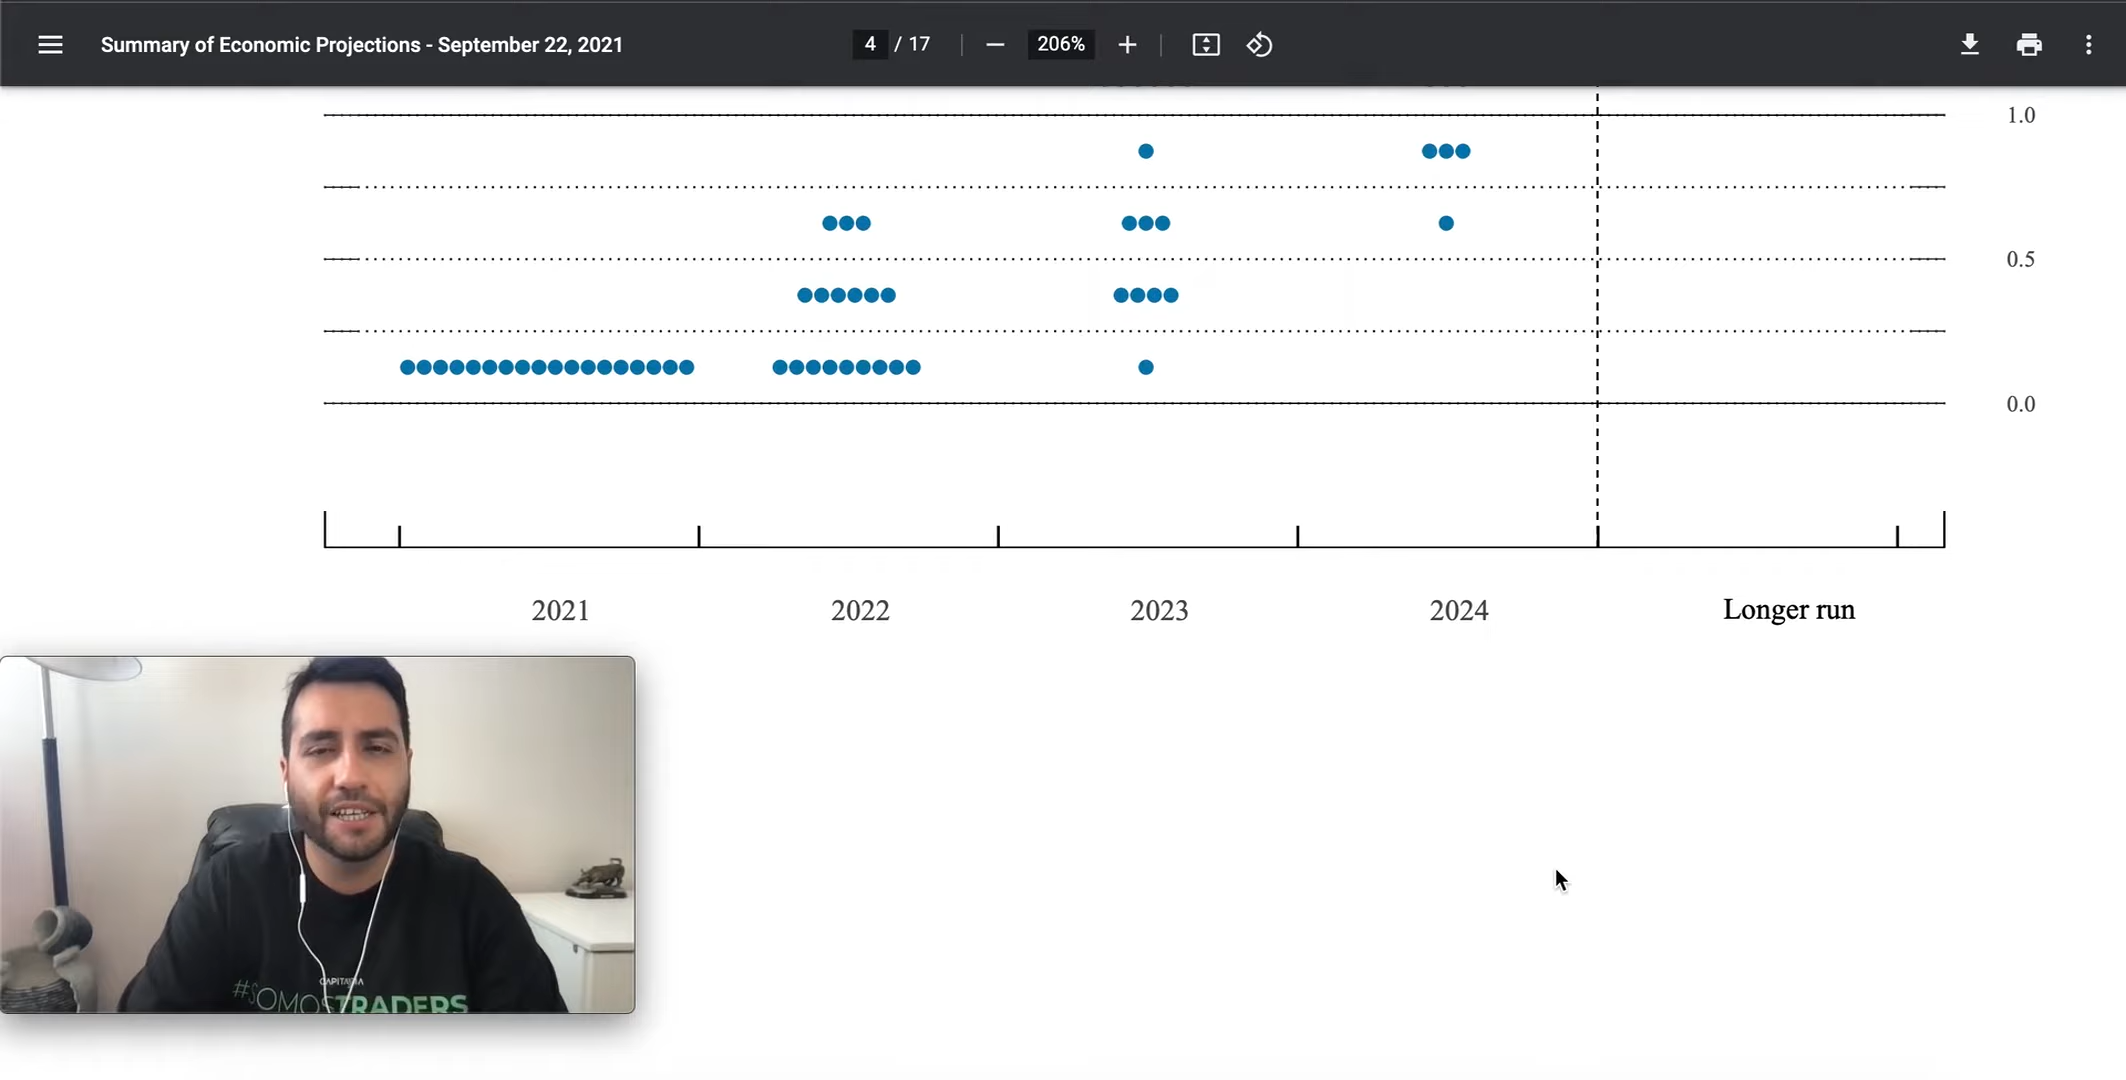 Summary of Economic Projections - September 22, 2021
4 / 17
206%
1.0
0.5
0.0
2021
2022
2023
2024
Longer run
CAPITARIA
#SOMOSTRADERS